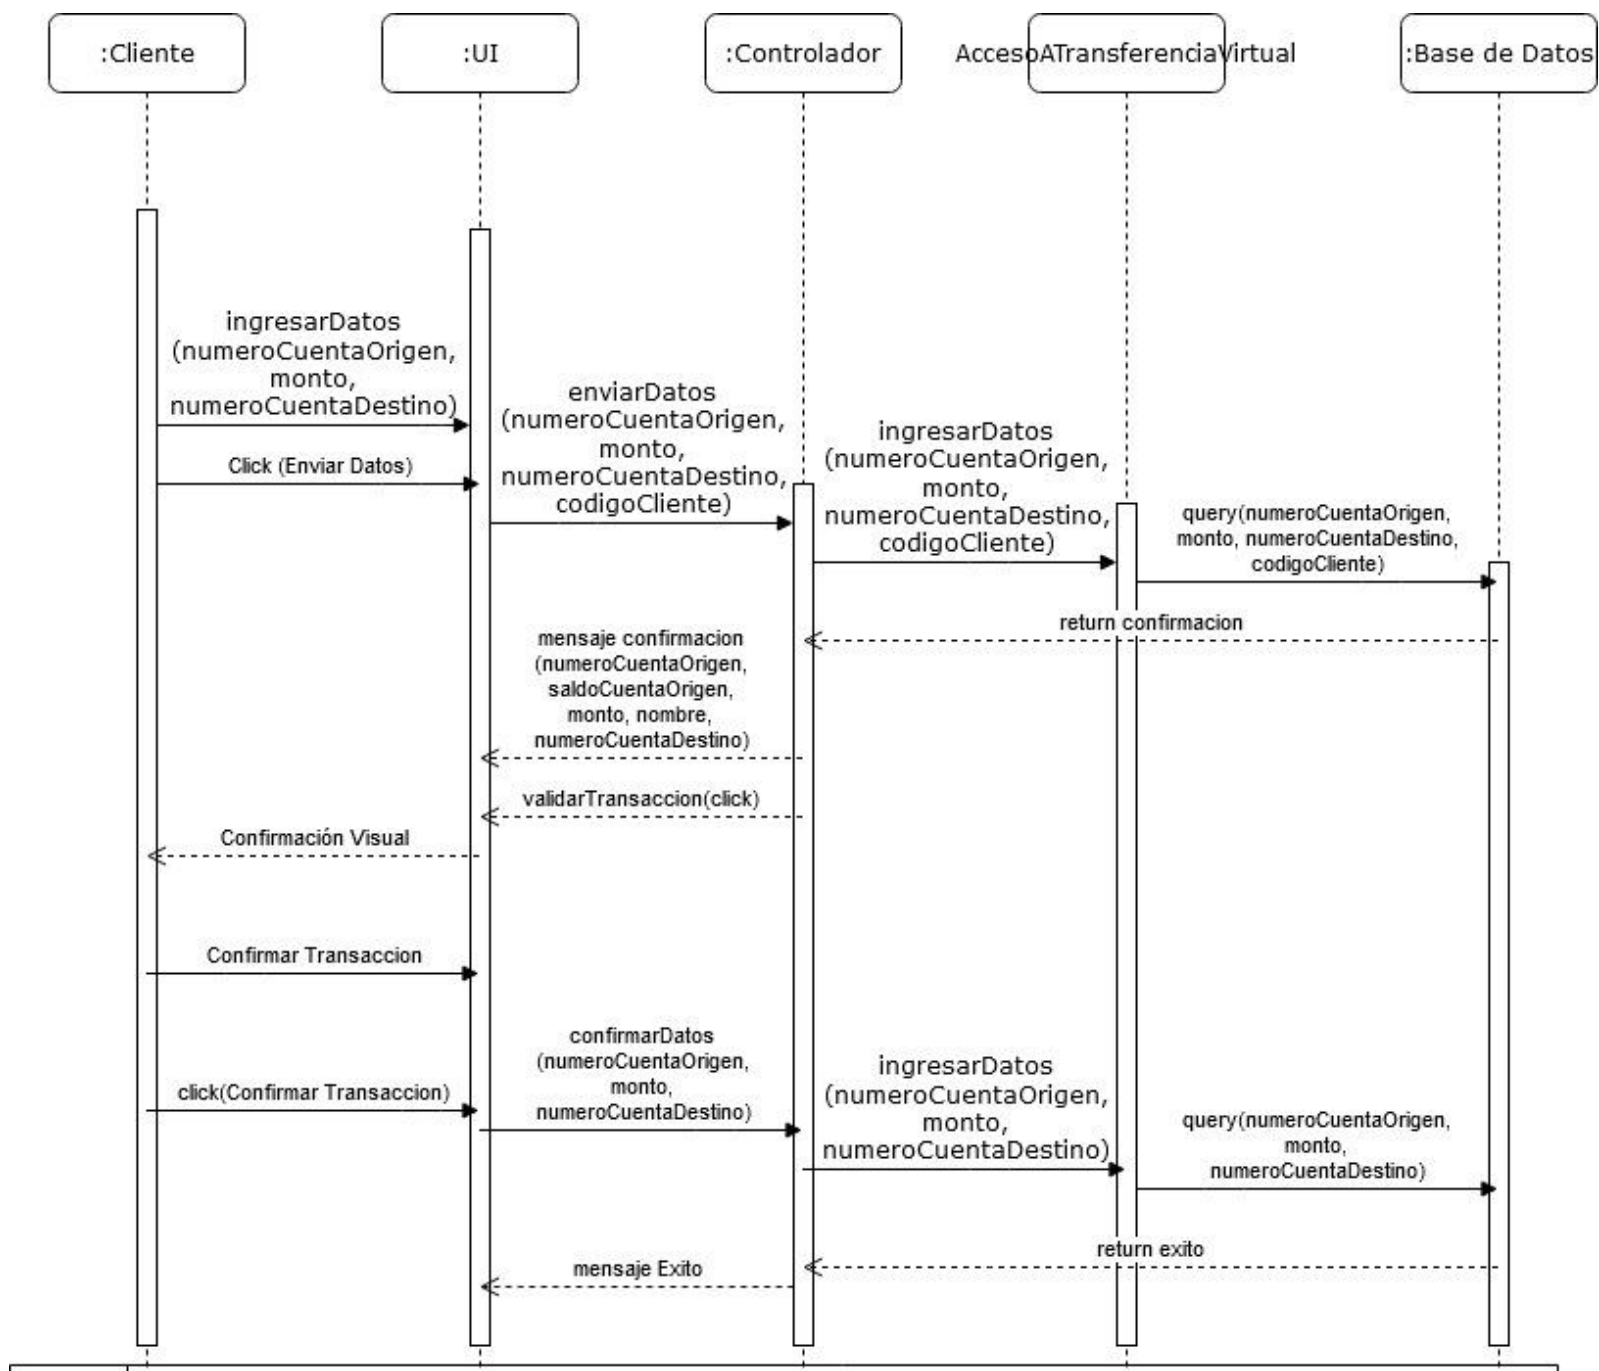 :Cliente
:UI
:Controlador
AccesoATransferenciaVirtual
:Base de Datos
ingresarDatos
(numeroCuentaOrigen,
monto,
numeroCuentaDestino)
Click (Enviar Datos)
enviarDatos
(numeroCuentaOrigen,
monto,
numeroCuentaDestino,
codigoCliente)
ingresarDatos
(numeroCuentaOrigen,
monto,
numeroCuentaDestino,
codigoCliente)
query(numeroCuentaOrigen,
monto, numeroCuentaDestino,
codigoCliente)
return confirmacion
mensaje confirmacion
(numeroCuentaOrigen,
saldoCuentaOrigen,
monto, nombre,
numeroCuentaDestino)
validarTransaccion(click)
Confirmación Visual
Confirmar Transaccion
click(Confirmar Transaccion)
confirmarDatos
(numeroCuentaOrigen,
monto,
numeroCuentaDestino)
ingresarDatos
(numeroCuentaOrigen,
monto,
numeroCuentaDestino)
query(numeroCuentaOrigen,
monto,
numeroCuentaDestino)
return exito
mensaje Exito